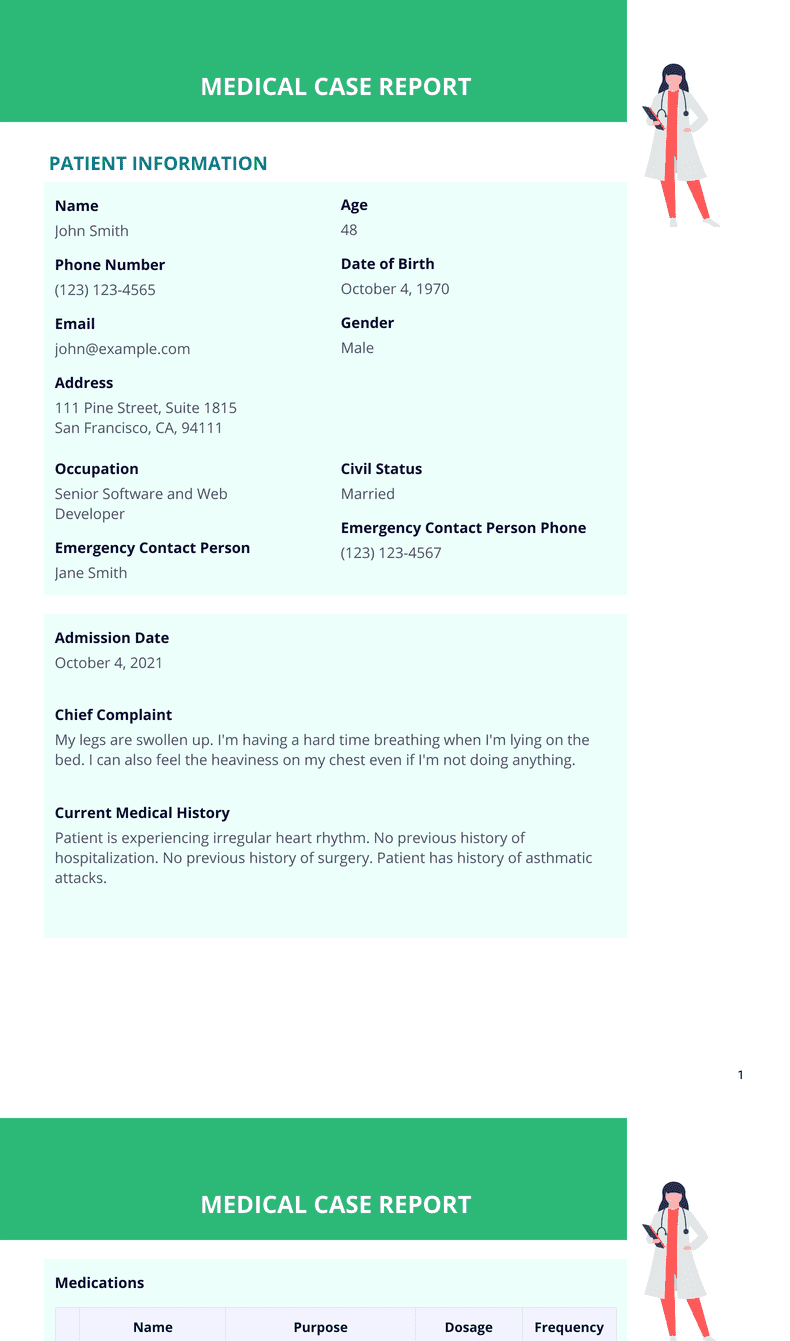 MEDICAL CASE REPORT
PATIENT INFORMATION
Name
John Smith
Age
48
Phone Number
(123) 123-4565
Date of Birth
October 4, 1970
Email
john@example.com
Gender
Male
Address
111 Pine Street, Suite 1815
San Francisco, CA, 94111
Occupation
Senior Software and Web
Developer
Civil Status
Married
Emergency Contact Person
Jane Smith
Emergency Contact Person Phone
(123) 123-4567
Admission Date
October 4, 2021
Chief Complaint
My legs are swollen up. I'm having a hard time breathing when I'm lying on the
bed. I can also feel the heaviness on my chest even if I'm not doing anything.
Current Medical History
Patient is experiencing irregular heart rhythm. No previous history of
hospitalization. No previous history of surgery. Patient has history of asthmatic
attacks.
1
MEDICAL CASE REPORT
Medications
Name Purpose Dosage Frequency